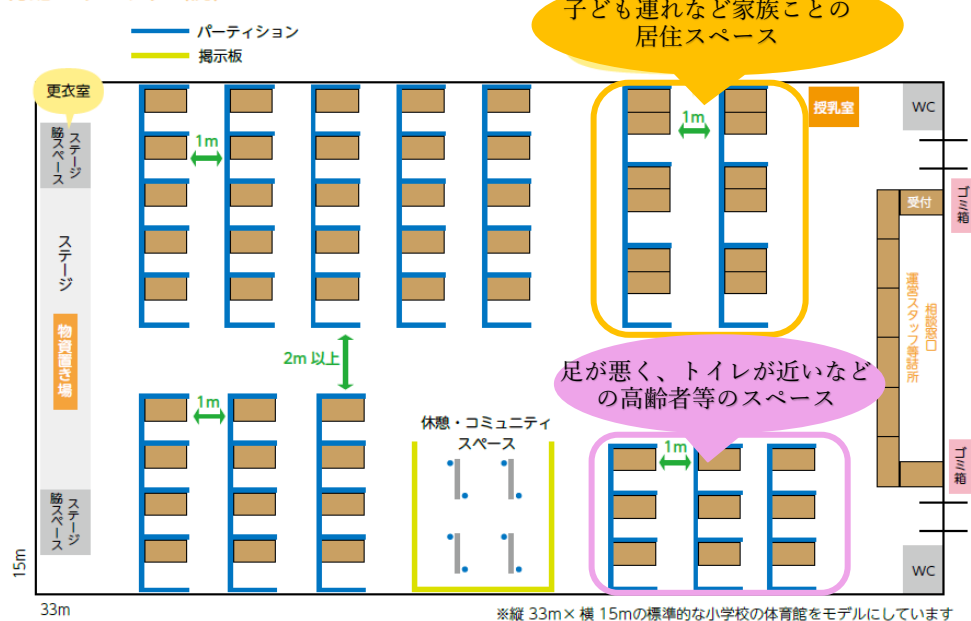 子ども連れなど家族ごとの
居住スペース
パーティション
掲示板
更衣室
ステージ
脇スペース
1m
1m
授乳室
WC
ゴミ箱
受付
ステージ
物資置き場
相談窓口
運営スタッフ等詰所
2m 以上
足が悪く、トイレが近いなど
の高齢者等のスペース
1m
休憩・コミュニティ
スペース
1m
ゴミ箱
ステージ
脇スペース
WC
15m
33m
※縦 33m× 横 15mの標準的な小学校の体育館をモデルにしています